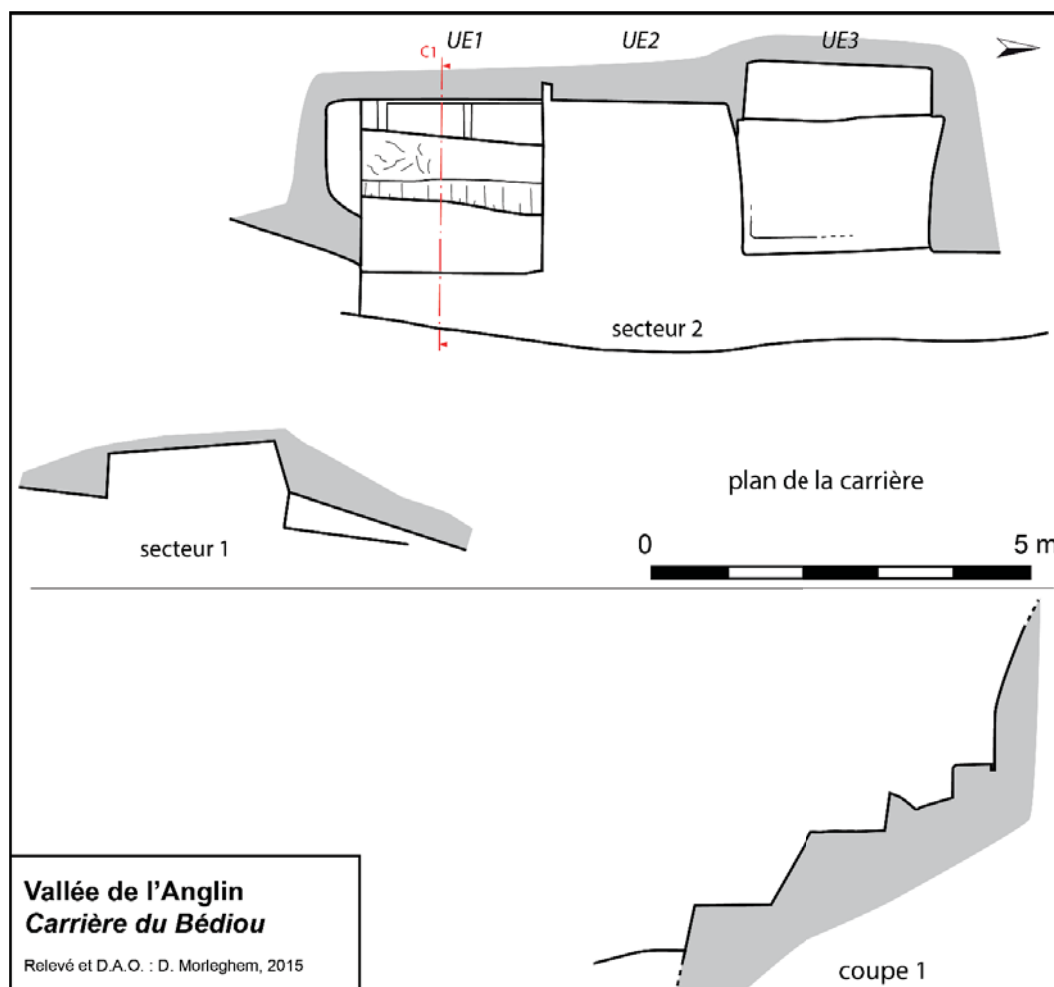 C1
UE1 UE2 UE3
secteur 2
plan de la carrière
secteur 1
0 5 m
Vallée de l'Anglin
Carrière du Bédiou
Relevé et D.A.O. : D. Morleghem, 2015
coupe 1